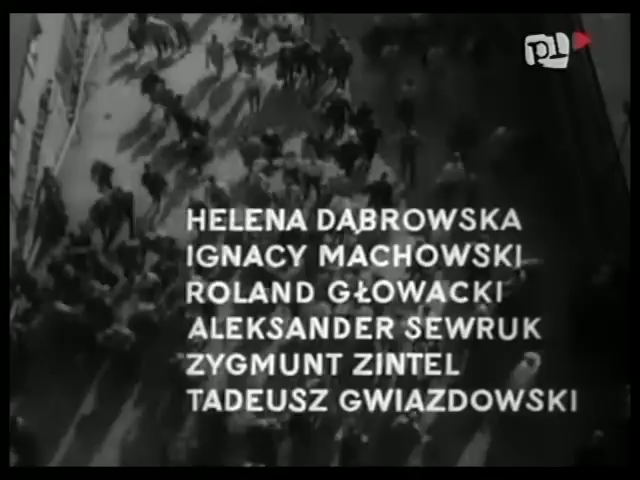 HELENA DĄBROWSKA
IGNACY MACHOWSKI
ROLAND GŁOWACKI
ALEKSANDER SEWRUK
ZYGMUNT ZINTEL
TADEUSZ GWIAZDOWSKI